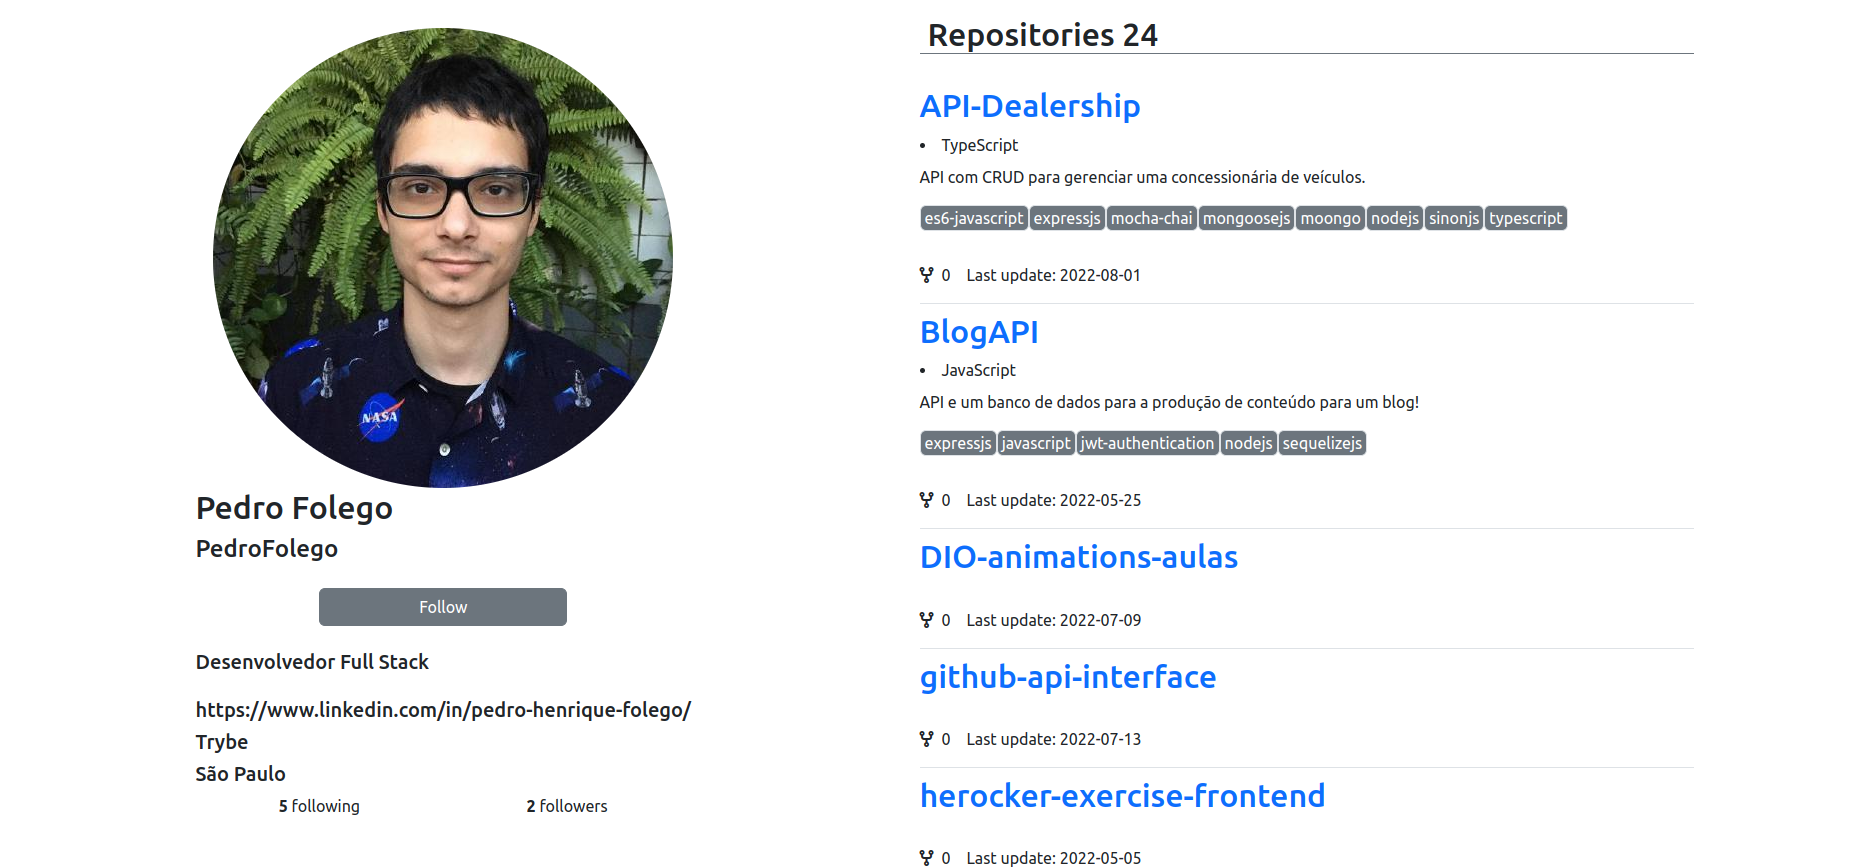 NASA
Pedro Folego
PedroFolego
Follow
Desenvolvedor Full Stack
https://www.linkedin.com/in/pedro-henrique-folego/
Trybe
São Paulo
5 following 2 followers
Repositories 24
API-Dealership
• TypeScript
API com CRUD para gerenciar uma concessionária de veículos.
es6-javascript expressjs mocha-chai mongoosejs moongo nodejs sinonjs typescript
0 Last update: 2022-08-01
BlogAPI
• JavaScript
API e um banco de dados para a produção de conteúdo para um blog!
expressjs javascript jwt-authentication nodejs sequelizejs
0 Last update: 2022-05-25
DIO-animations-aulas
0 Last update: 2022-07-09
github-api-interface
0 Last update: 2022-07-13
herocker-exercise-frontend
0 Last update: 2022-05-05